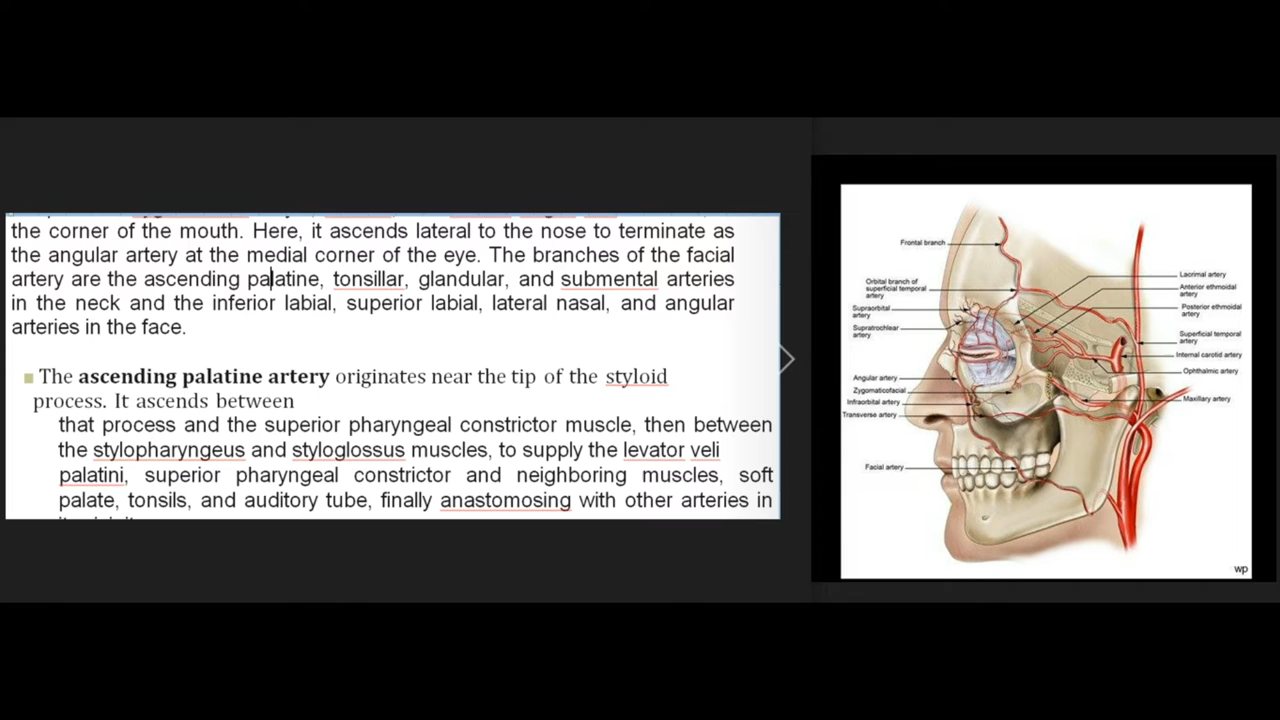 the corner of the mouth. Here, it ascends lateral to the nose to terminate as
the angular artery at the medial corner of the eye. The branches of the facial
artery are the ascending palatine, tonsillar, glandular, and submental arteries
in the neck and the inferior labial, superior labial, lateral nasal, and angular
arteries in the face.
The ascending palatine artery originates near the tip of the styloid
process. It ascends between
that process and the superior pharyngeal constrictor muscle, then between
the stylopharyngeus and styloglossus muscles, to supply the levator veli
palatini, superior pharyngeal constrictor and neighboring muscles, soft
palate, tonsils, and auditory tube, finally anastomosing with other arteries in
Frontal branch
Orbital branch of
superficial temporal
artery
Supraorbital
artery
Supratrochlear
artery
Angular artery
Zygomaticofacial
Infraorbital artery
Transverse artery
Facial artery
Lacrimal artery
Anterior ethmoidal
artery
Posterior ethmoidal
artery
Superficial temporal
artery
Internal carotid artery
Ophthalmic artery
Maxillary artery
wp